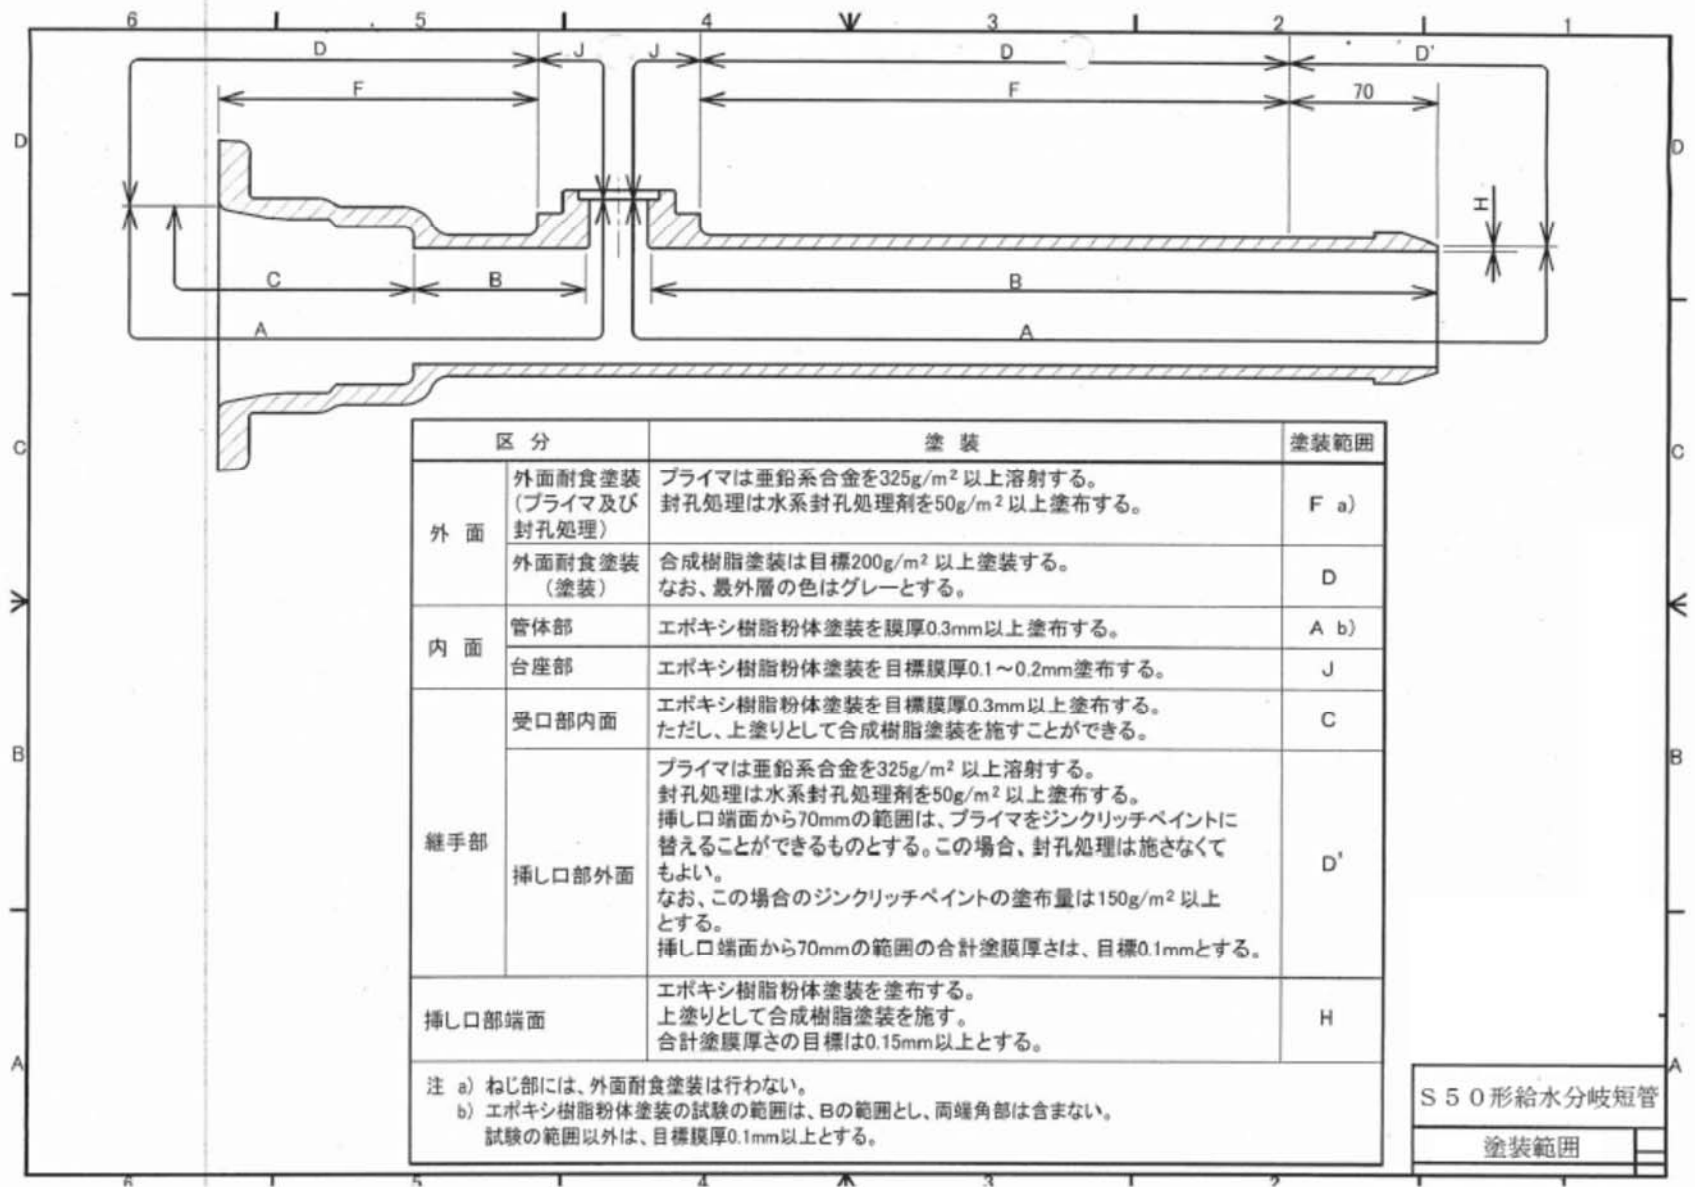 6 5 4 3 2 1
D J J D D'
F F 70
D D
H
C B B
A A
C C
区 分 塗 装 塗装範囲
外 面
外面耐食塗装
(プライマ及び
封孔処理)
プライマは亜鉛系合金を325g/m² 以上溶射する。
封孔処理は水系封孔処理剤を50g/m² 以上塗布する。
F a)
外面耐食塗装
(塗装)
合成樹脂塗装は目標200g/m² 以上塗装する。
なお、最外層の色はグレーとする。
D
内 面
管体部 エポキシ樹脂粉体塗装を膜厚0.3mm以上塗布する。 A b)
台座部 エポキシ樹脂粉体塗装を目標膜厚0.1～0.2mm塗布する。 J
継手部
受口部内面
エポキシ樹脂粉体塗装を目標膜厚0.3mm以上塗布する。
ただし、上塗りとして合成樹脂塗装を施すことができる。
C
B B
挿し口部外面
プライマは亜鉛系合金を325g/m² 以上溶射する。
封孔処理は水系封孔処理剤を50g/m² 以上塗布する。
挿し口端面から70mmの範囲は、プライマをジンクリッチペイントに
替えることができるものとする。この場合、封孔処理は施さなくて
もよい。
なお、この場合のジンクリッチペイントの塗布量は150g/m² 以上
とする。
挿し口端面から70mmの範囲の合計塗膜厚さは、目標0.1mmとする。
D'
挿し口部端面
エポキシ樹脂粉体塗装を塗布する。
上塗りとして合成樹脂塗装を施す。
合計塗膜厚さの目標は0.15mm以上とする。
H
A A
注 a) ねじ部には、外面耐食塗装は行わない。
b) エポキシ樹脂粉体塗装の試験の範囲は、Bの範囲とし、両端角部は含まない。
試験の範囲以外は、目標膜厚0.1mm以上とする。
S５０形給水分岐短管
塗装範囲
6 5 4 3 2